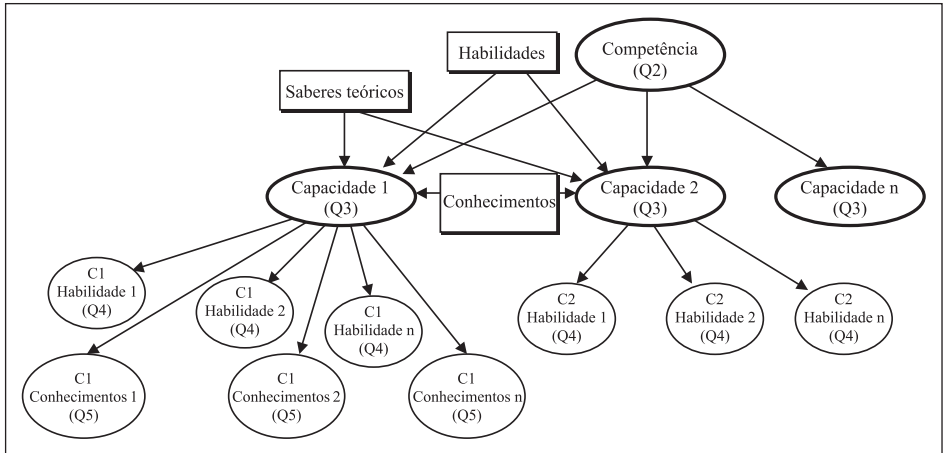 Habilidades
Competência
(Q2)
Saberes teóricos
Capacidade 1
(Q3)
Conhecimentos
Capacidade 2
(Q3)
Capacidade n
(Q3)
C1
Habilidade 1
(Q4)
C1
Habilidade 2
(Q4)
C1
Habilidade n
(Q4)
C2
Habilidade 1
(Q4)
C2
Habilidade 2
(Q4)
C2
Habilidade n
(Q4)
C1
Conhecimentos 1
(Q5)
C1
Conhecimentos 2
(Q5)
C1
Conhecimentos n
(Q5)